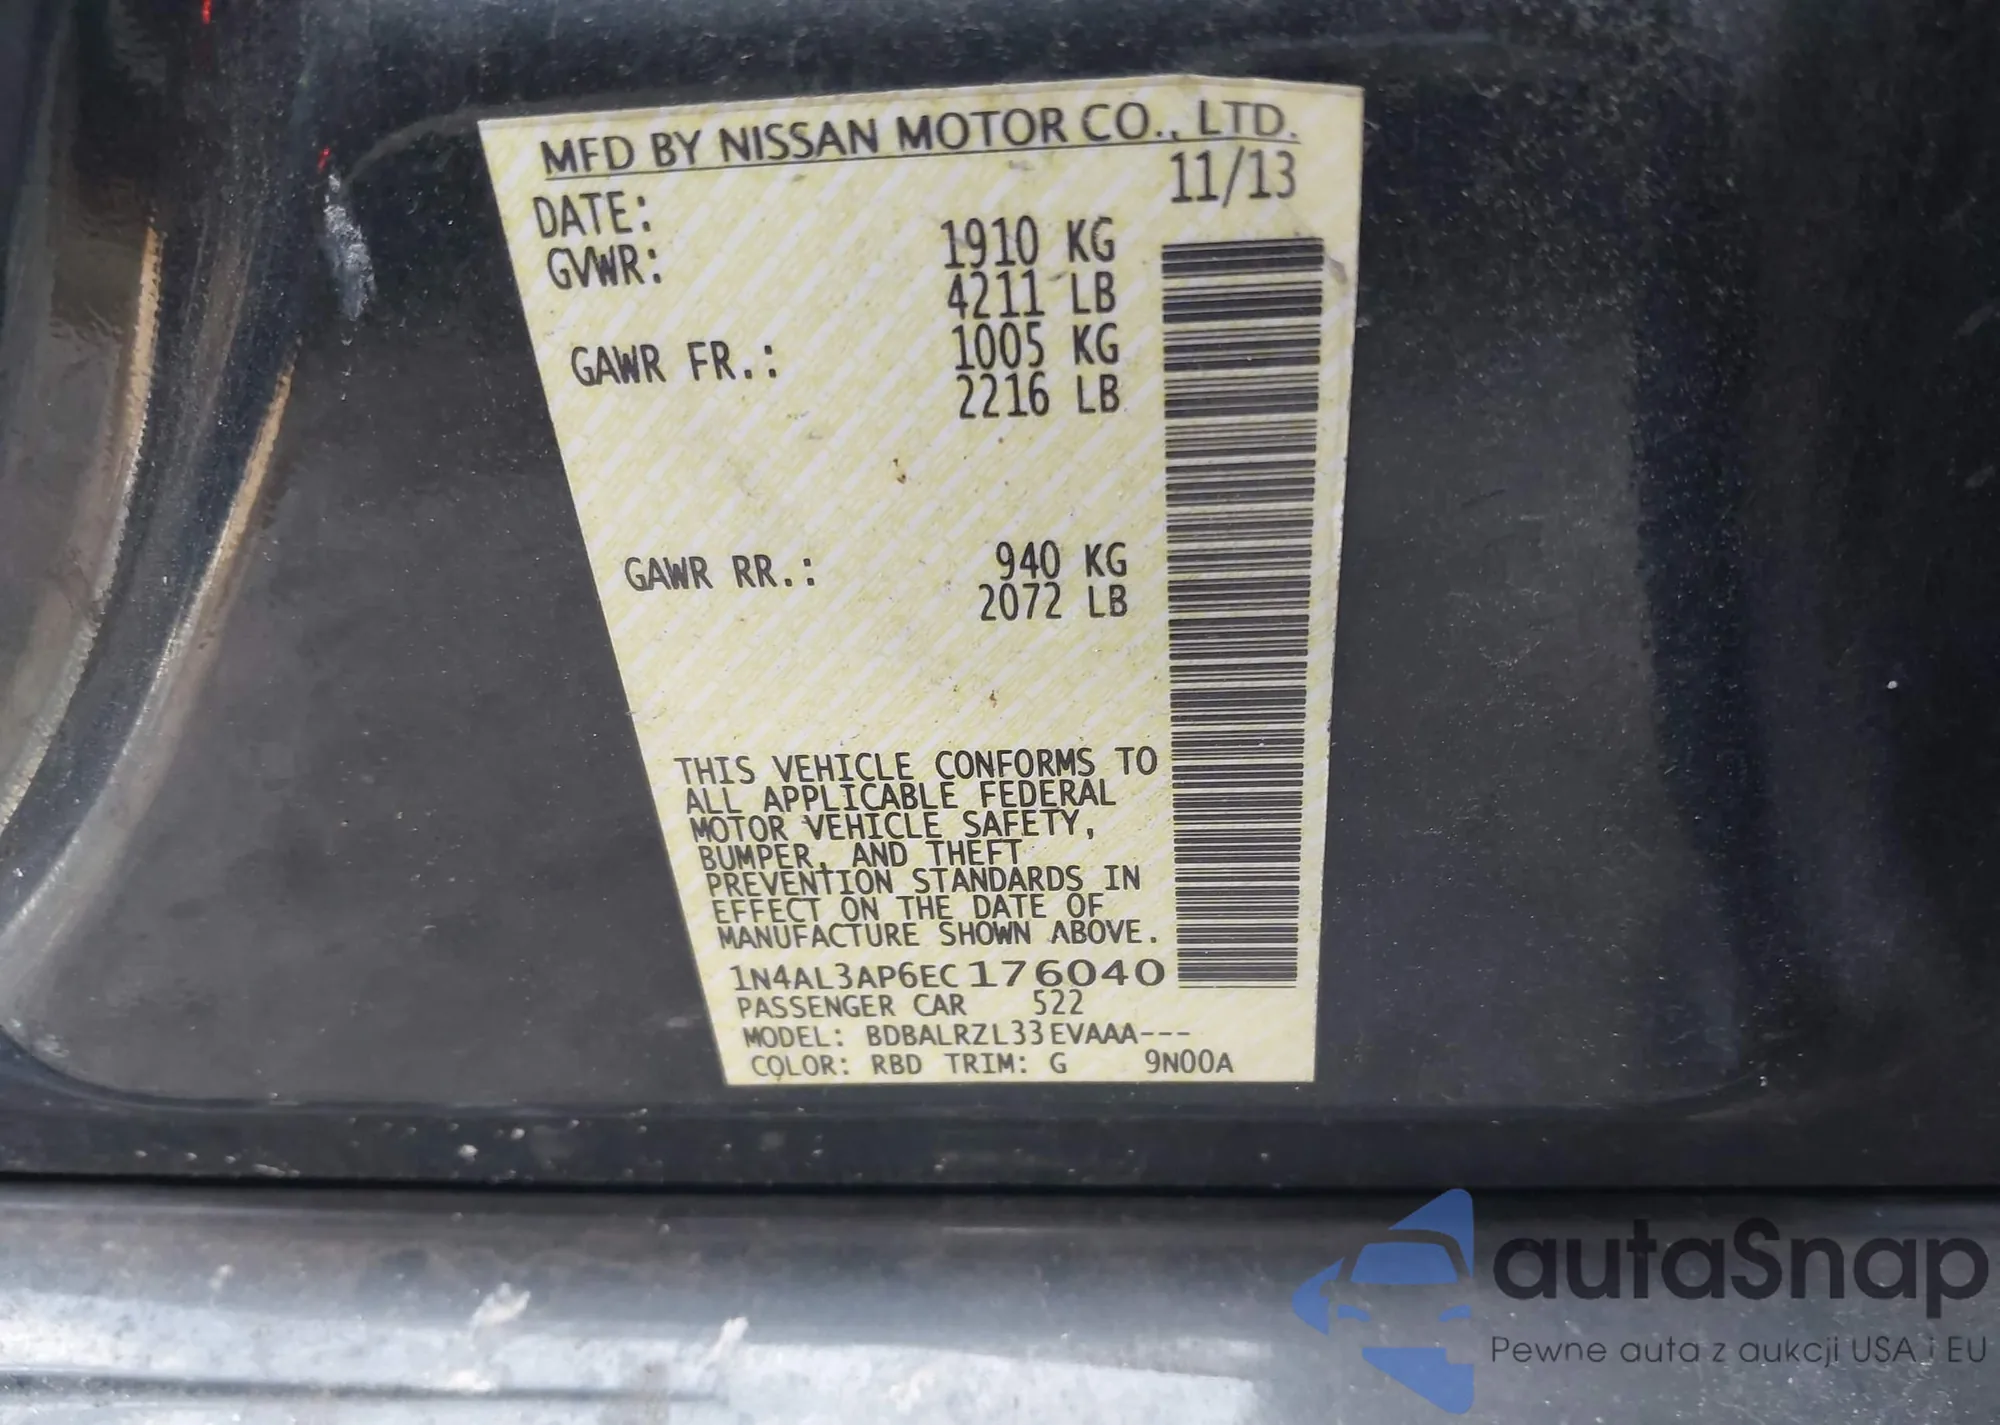 MFD BY NISSAN MOTOR CO., LTD.
DATE: 11/13
GVWR: 1910 KG
4211 LB
GAWR FR.: 1005 KG
2216 LB
GAWR RR.: 940 KG
2072 LB
THIS VEHICLE CONFORMS TO
ALL APPLICABLE FEDERAL
MOTOR VEHICLE SAFETY,
BUMPER, AND THEFT
PREVENTION STANDARDS IN
EFFECT ON THE DATE OF
MANUFACTURE SHOWN ABOVE.
1N4AL3AP6EC176040
PASSENGER CAR 522
MODEL: BDBALRZL33EVAAA---
COLOR: RBD TRIM: G 9N00A
autaSnap
Pewne auta z aukcji USA i EU